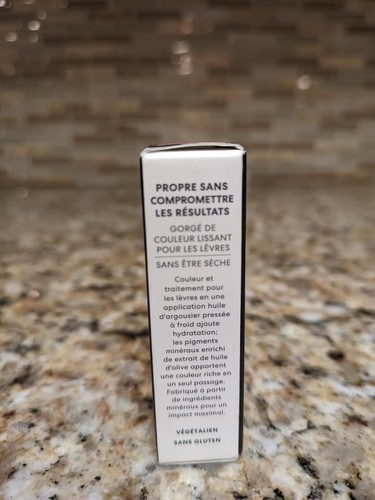 PROPRE SANS
COMPROMETTRE
LES RÉSULTATS
GORGÉ DE
COULEUR LISSANT
POUR LES LÈVRES
SANS ÊTRE SÈCHE
Couleur et
traitement pour
les lèvres en une
application huile
d'argousier pressée
à froid ajoute
hydratation;
les pigments
minéraux enrichi
de extrait de huile
d'olive apportent
une couleur riche en
un seul passage.
Fabriqué à partir
de ingrédients
minéraux pour un
impact maximal.
VÉGÉTALIEN
SANS GLUTEN